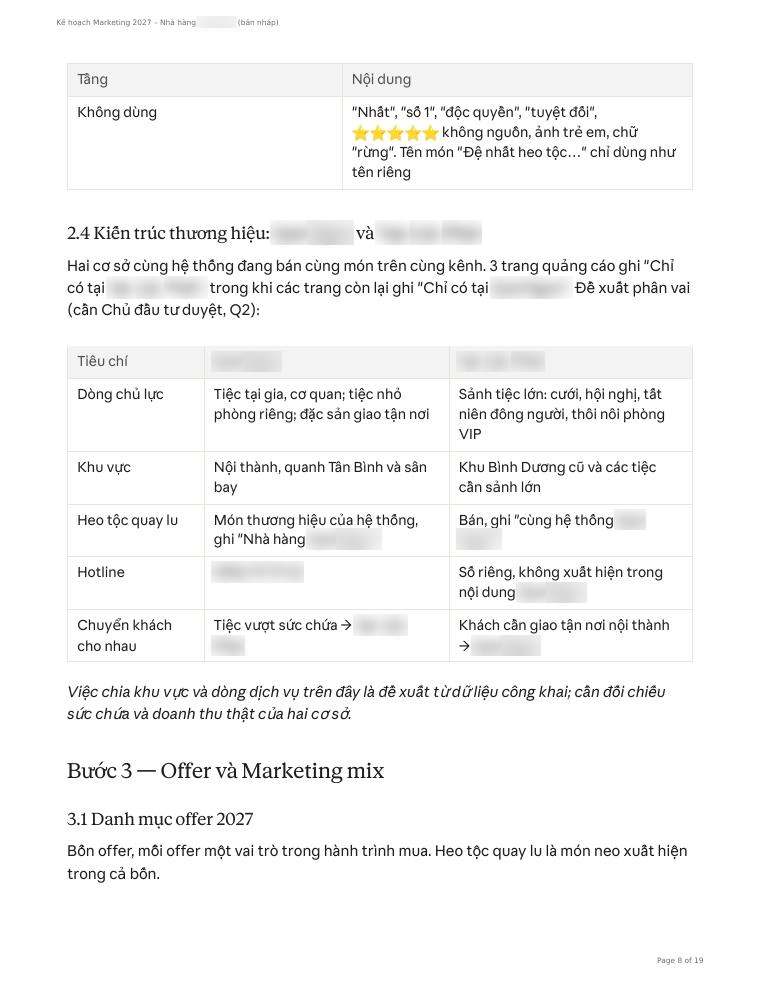 Kế hoạch Marketing 2027 – Nhà hàng (bản nháp)
Tầng
Nội dung
Không dùng
"Nhất", "số 1", "độc quyền", "tuyệt đối",
⭐⭐⭐⭐⭐ không nguồn, ảnh trẻ em, chữ
"rừng". Tên món "Đệ nhất heo tộc…" chỉ dùng như
tên riêng
2.4 Kiến trúc thương hiệu: và
Hai cơ sở cùng hệ thống đang bán cùng món trên cùng kênh. 3 trang quảng cáo ghi "Chỉ
có tại trong khi các trang còn lại ghi "Chỉ có tại Đề xuất phân vai
(cần Chủ đầu tư duyệt, Q2):
Tiêu chí
Dòng chủ lực
Tiệc tại gia, cơ quan; tiệc nhỏ
phòng riêng; đặc sản giao tận nơi
Sảnh tiệc lớn: cưới, hội nghị, tất
niên đông người, thôi nôi phòng
VIP
Khu vực
Nội thành, quanh Tân Bình và sân
bay
Khu Bình Dương cũ và các tiệc
cần sảnh lớn
Heo tộc quay lu
Món thương hiệu của hệ thống,
ghi "Nhà hàng
Bán, ghi "cùng hệ thống
Hotline
Số riêng, không xuất hiện trong
nội dung
Chuyển khách
cho nhau
Tiệc vượt sức chứa →
Khách cần giao tận nơi nội thành
→
Việc chia khu vực và dòng dịch vụ trên đây là đề xuất từ dữ liệu công khai; cần đối chiếu
sức chứa và doanh thu thật của hai cơ sở.
Bước 3 — Offer và Marketing mix
3.1 Danh mục offer 2027
Bốn offer, mỗi offer một vai trò trong hành trình mua. Heo tộc quay lu là món neo xuất hiện
trong cả bốn.
Page 8 of 19